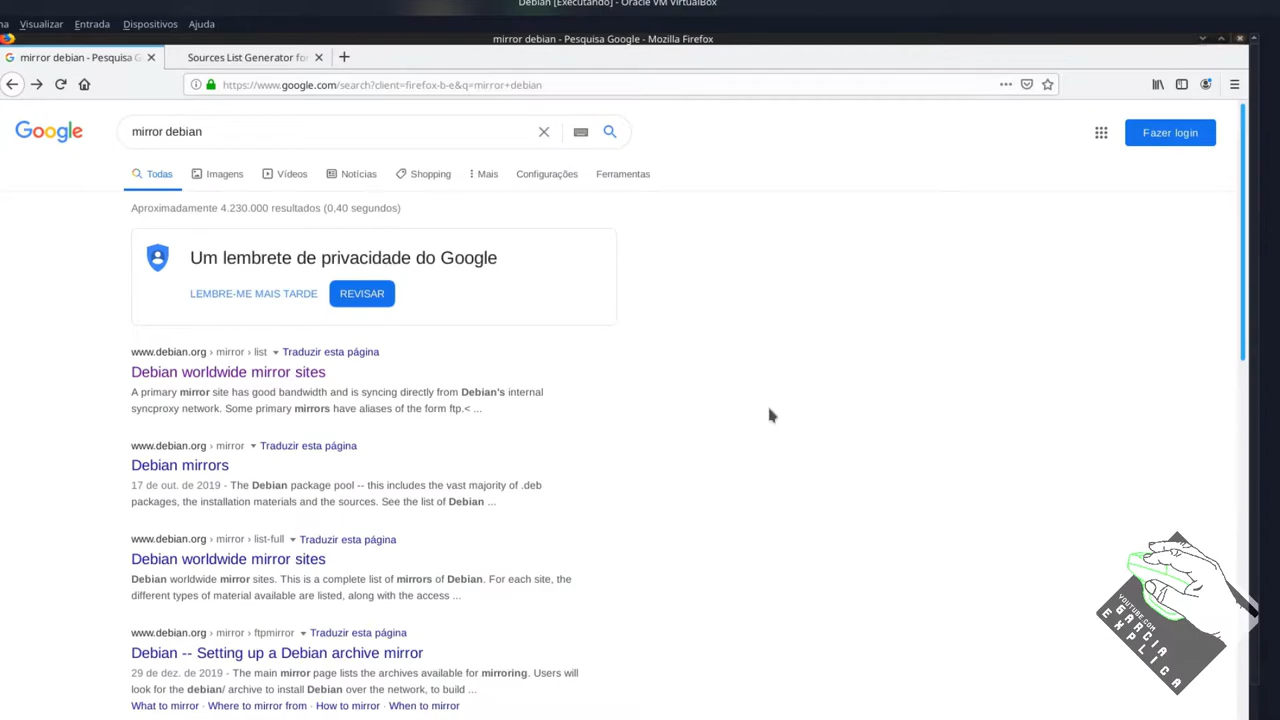 Debian [Executando] - Oracle VM VirtualBox
Visualizar Entrada Dispositivos Ajuda
mirror debian - Pesquisa Google - Mozilla Firefox
mirror debian - Pesquisa G
Sources List Generator fo
https://www.google.com/search?client=firefox-b-e&q=mirror+debian
Google
mirror debian
Fazer login
Todas Imagens Vídeos Notícias Shopping Mais Configurações Ferramentas
Aproximadamente 4.230.000 resultados (0,40 segundos)
Um lembrete de privacidade do Google
LEMBRE-ME MAIS TARDE REVISAR
www.debian.org › mirror › list Traduzir esta página
Debian worldwide mirror sites
A primary mirror site has good bandwidth and is syncing directly from Debian's internal
syncproxy network. Some primary mirrors have aliases of the form ftp.< ...
www.debian.org › mirror Traduzir esta página
Debian mirrors
17 de out. de 2019 - The Debian package pool -- this includes the vast majority of .deb
packages, the installation materials and the sources. See the list of Debian ...
www.debian.org › mirror › list-full Traduzir esta página
Debian worldwide mirror sites
Debian worldwide mirror sites. This is a complete list of mirrors of Debian. For each site, the
different types of material available are listed, along with the access ...
www.debian.org › mirror › ftpmirror Traduzir esta página
Debian -- Setting up a Debian archive mirror
29 de dez. de 2019 - The main mirror page lists the archives available for mirroring. Users will
look for the debian/ archive to install Debian over the network, to build ...
What to mirror · Where to mirror from · How to mirror · When to mirror
YOUTUBE.COM
GARCIA
EXPLICA